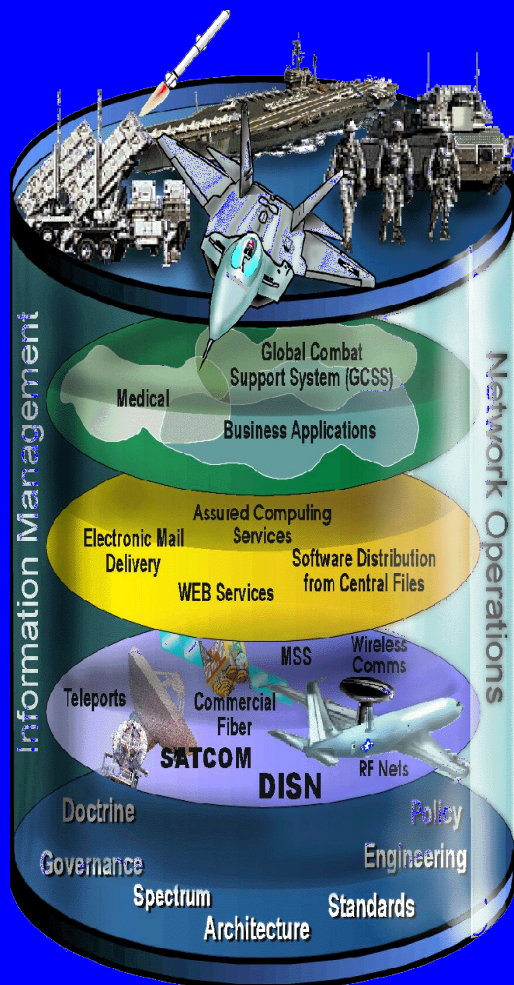 Information Management
Network Operations
Global Combat
Support System (GCSS)
Medical
Business Applications
Assured Computing
Services
Electronic Mail
Delivery
Software Distribution
from Central Files
WEB Services
MSS
Wireless
Comms
Teleports
Commercial
Fiber
SATCOM
RF Nets
DISN
Doctrine
Policy
Governance
Engineering
Spectrum
Standards
Architecture